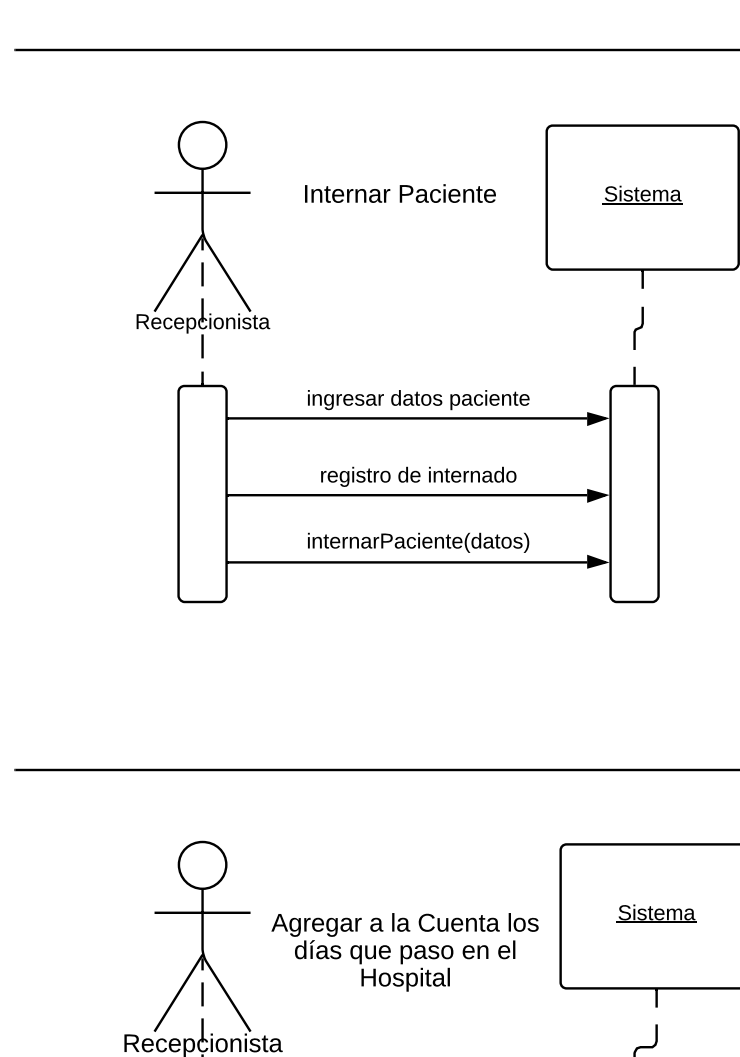 Internar Paciente
Sistema
Recepcionista
ingresar datos paciente
registro de internado
internarPaciente(datos)
Agregar a la Cuenta los
días que paso en el
Hospital
Sistema
Recepcionista